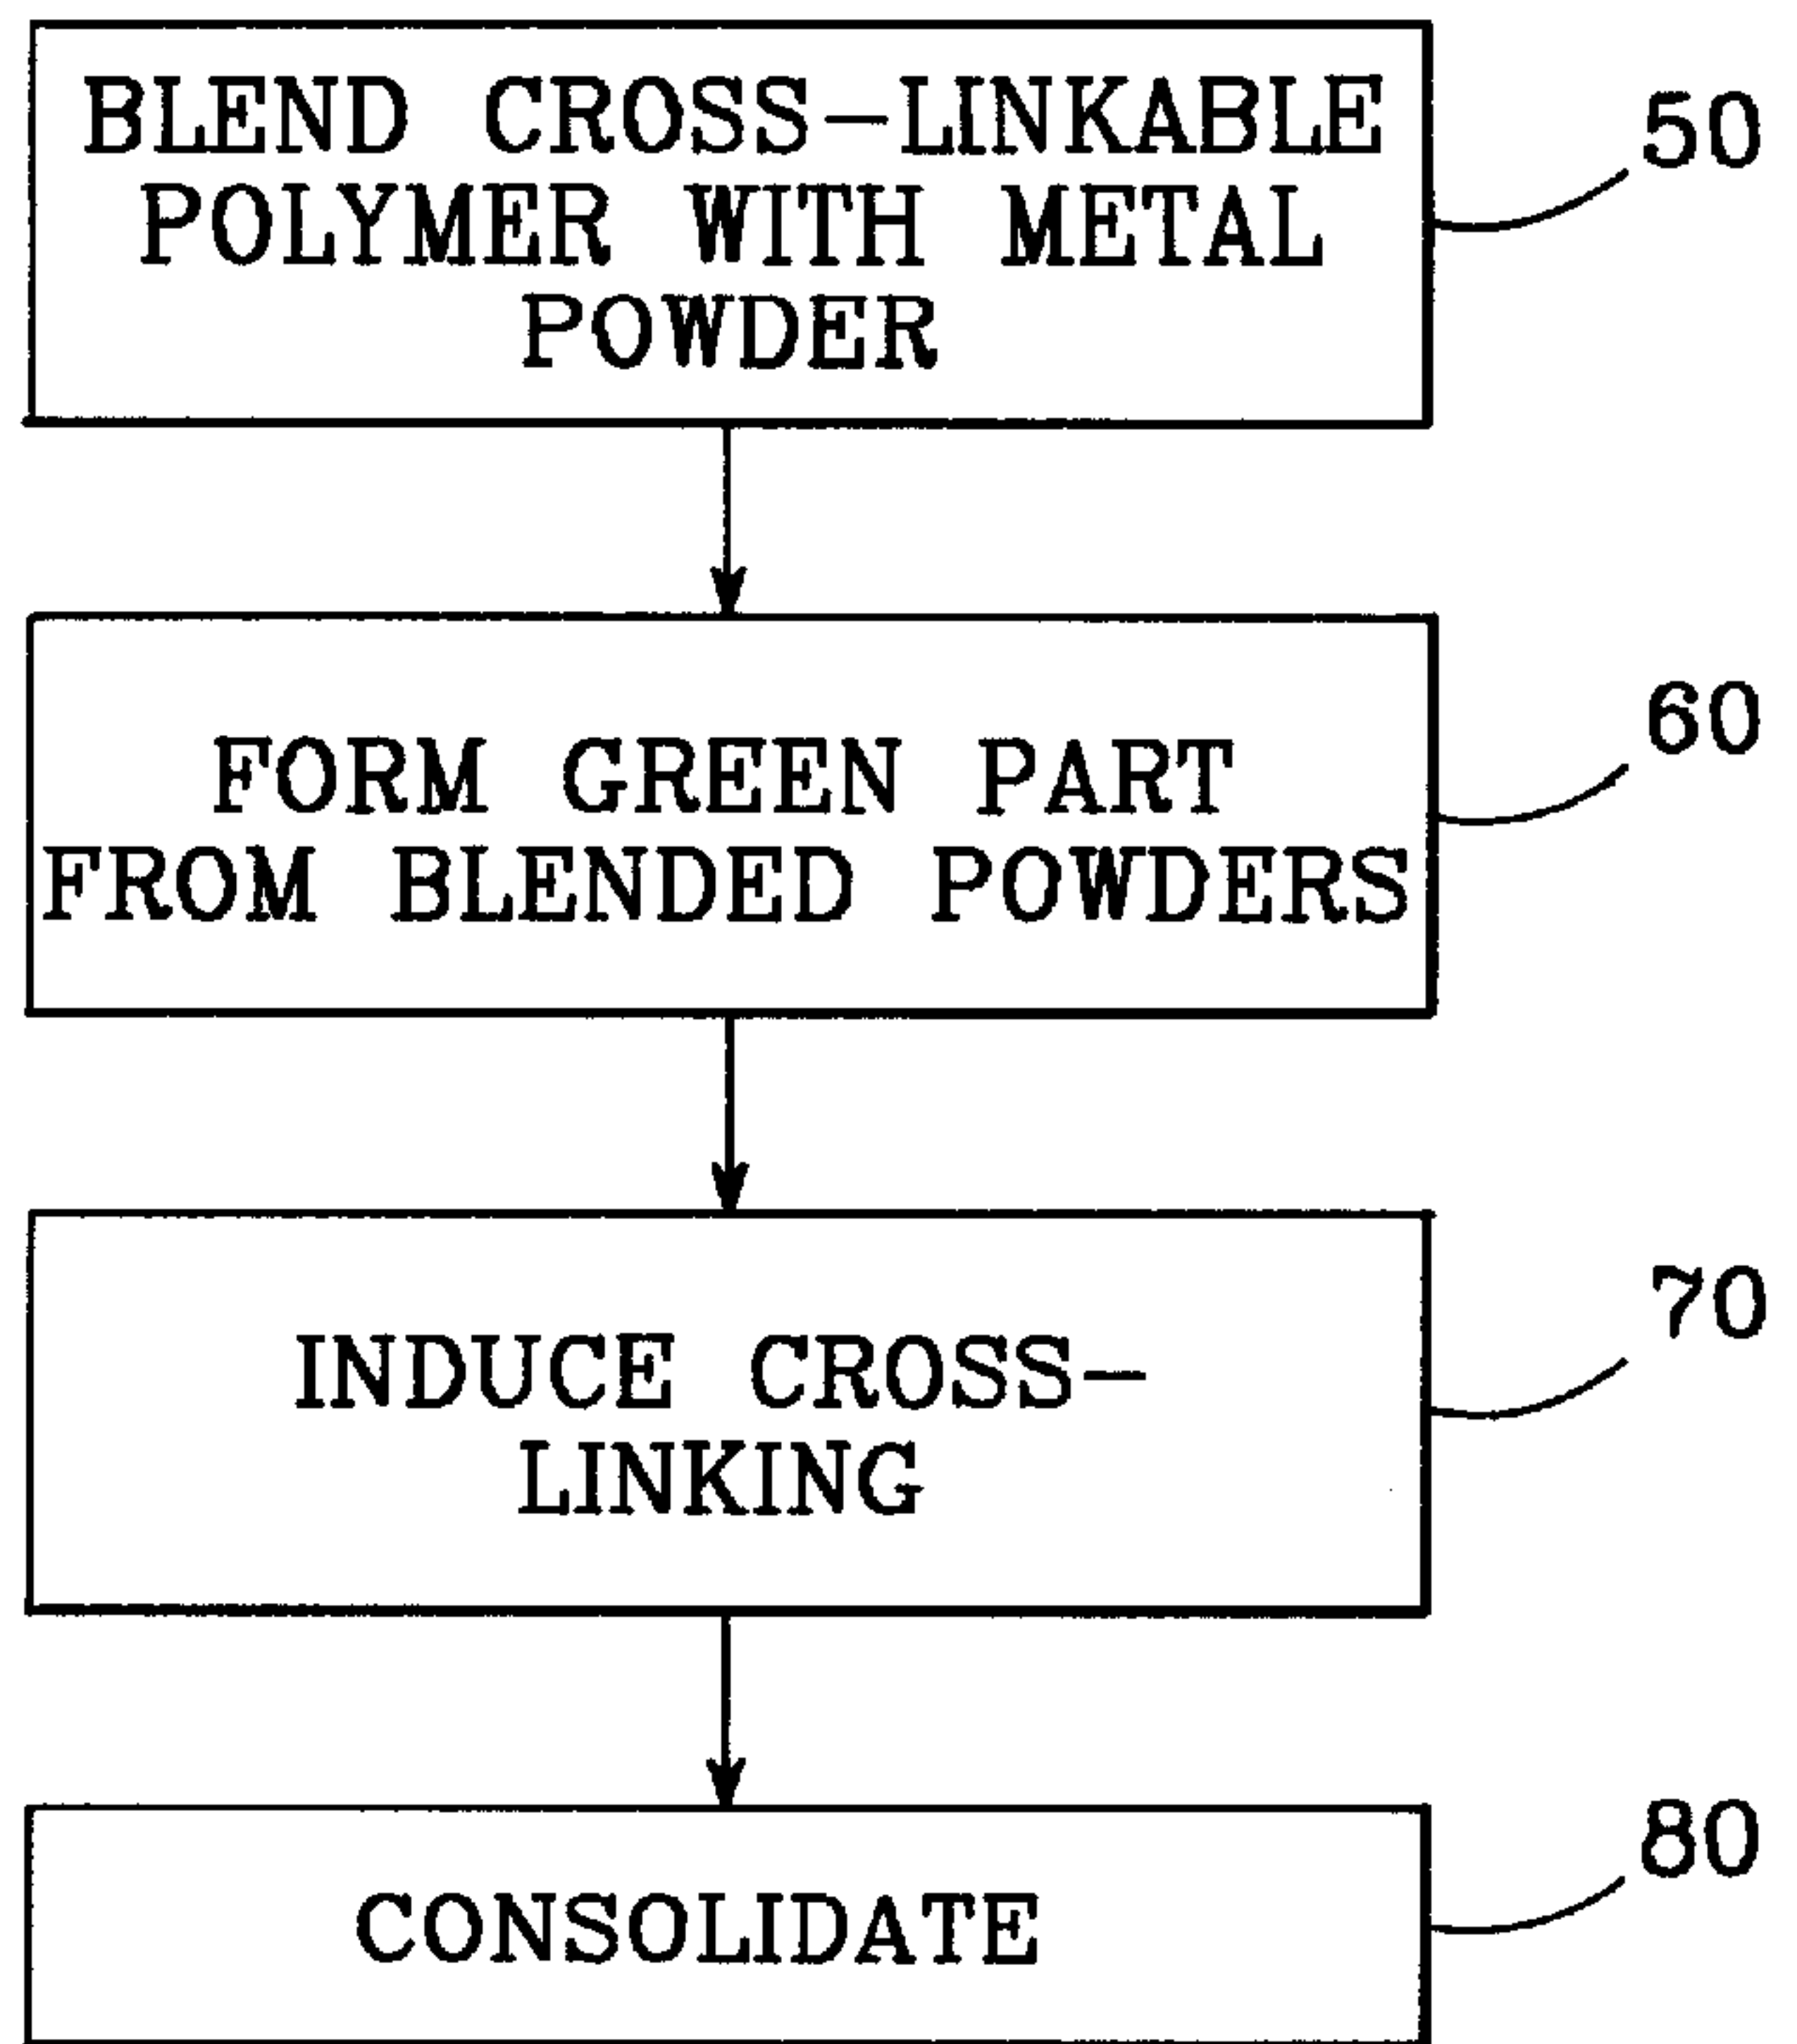 BLEND CROSS-LINKABLE
POLYMER WITH METAL
POWDER
50
FORM GREEN PART
FROM BLENDED POWDERS
60
INDUCE CROSS-
LINKING
70
CONSOLIDATE
80